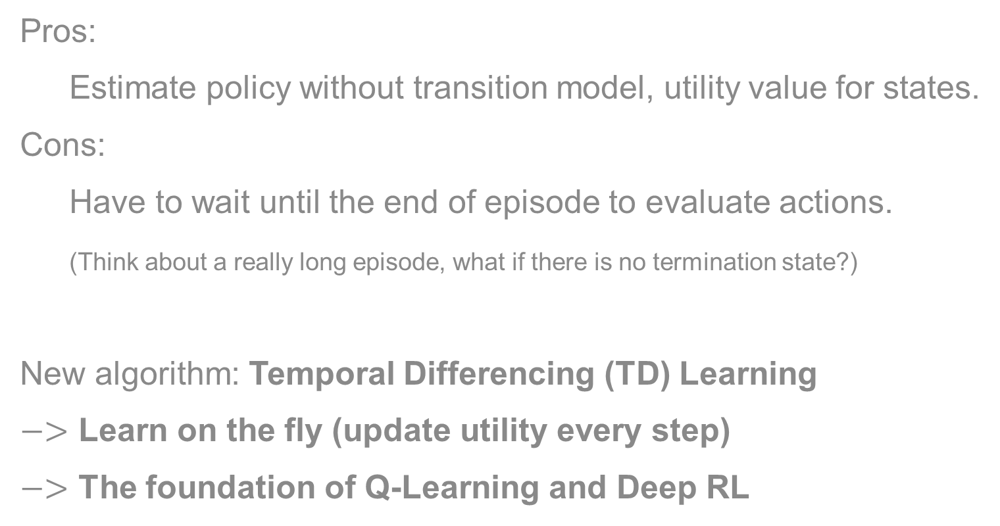 Pros:
Estimate policy without transition model, utility value for states.
Cons:
Have to wait until the end of episode to evaluate actions.
(Think about a really long episode, what if there is no termination state?)
New algorithm: Temporal Differencing (TD) Learning
−> Learn on the fly (update utility every step)
−> The foundation of Q-Learning and Deep RL